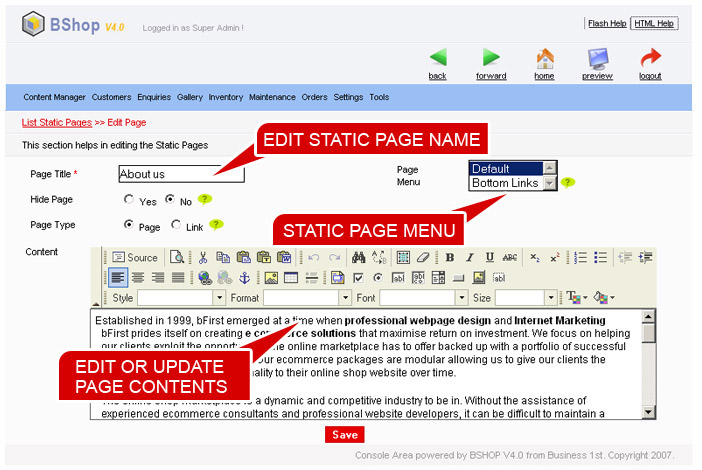 BShop V4.0
Logged in as Super Admin !
Flash Help
HTML Help
back
forward
home
preview
logout
Content Manager Customers Enquiries Gallery Inventory Maintenance Orders Settings Tools
List Static Pages >> Edit Page
This section helps in editing the Static Pages
EDIT STATIC PAGE NAME
Page Title *
About us
Page
Menu
Default
Bottom Links
?
Hide Page
Yes
No
?
Page Type
Page
Link
?
STATIC PAGE MENU
Content
Source
B I U ABC
Style
Format
Font
Size
Established in 1999, bFirst emerged at a time when professional webpage design and Internet Marketing
bFirst prides itself on creating e commerce solutions that maximise return on investment. We focus on helping
our clients exploit the online marketplace has to offer backed up with a portfolio of successful
Our ecommerce packages are modular allowing us to give our clients the
to their online shop website over time.
EDIT OR UPDATE
PAGE CONTENTS
is a dynamic and competitive industry to be in. Without the assistance of
experienced ecommerce consultants and professional website developers, it can be difficult to maintain a
Save
Console Area powered by BSHOP V4.0 from Business 1st. Copyright 2007.